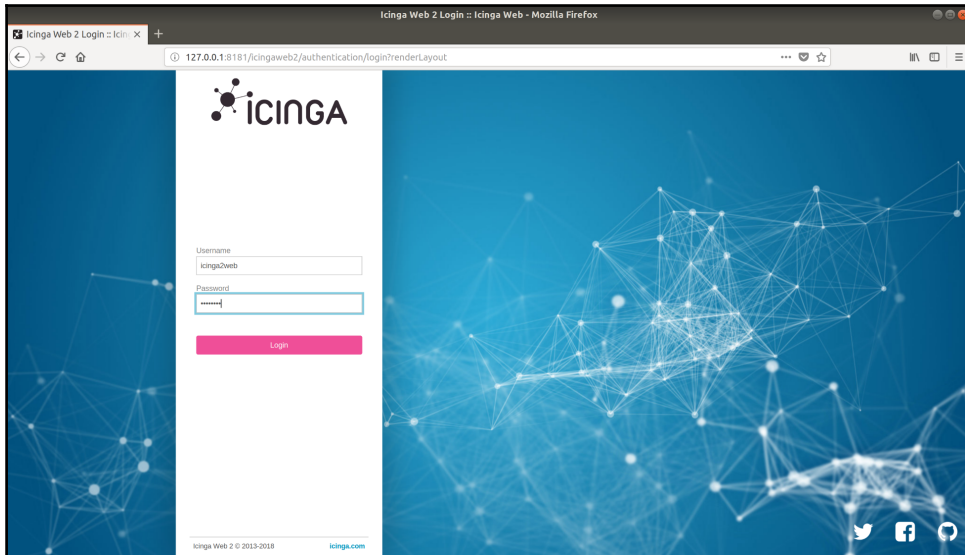 Icinga Web 2 Login :: Icinga Web - Mozilla Firefox
Icinga Web 2 Login :: Icin
127.0.0.1:8181/icingaweb2/authentication/login?renderLayout
ICINGA
Username
icinga2web
Password
••••••••
Login
Icinga Web 2 © 2013-2018 icinga.com